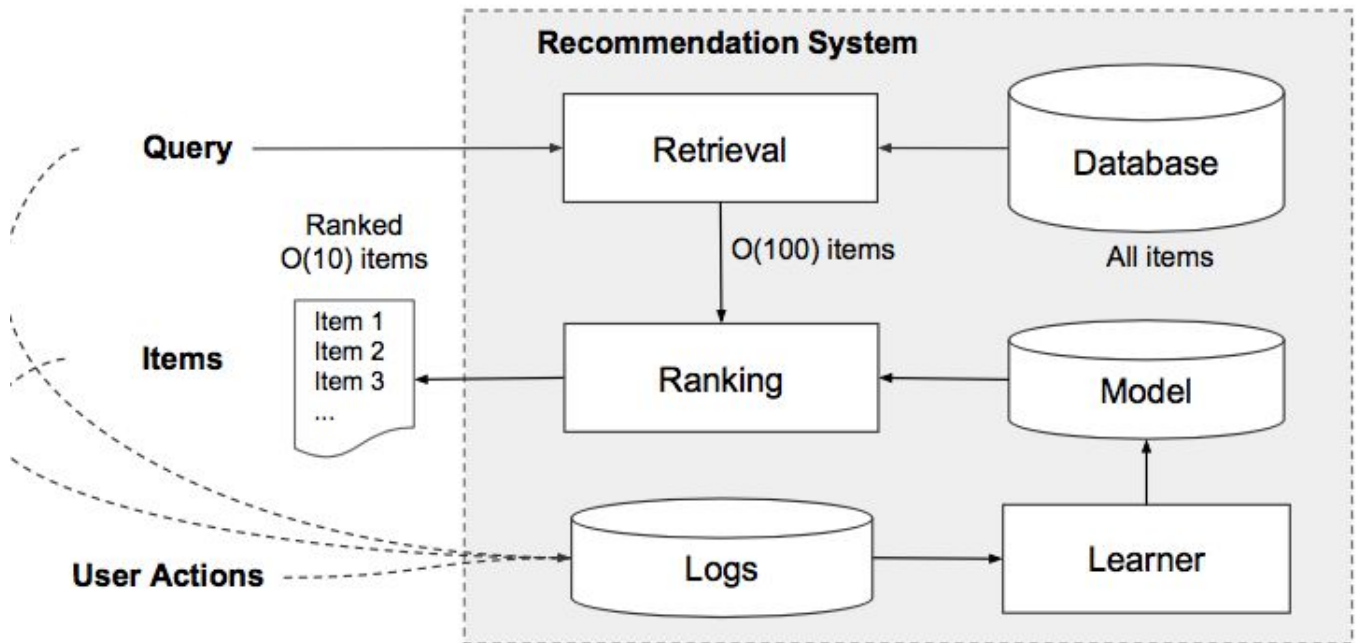 Recommendation System
Query
Retrieval
Database
Ranked
O(10) items
O(100) items
All items
Item 1
Item 2
Item 3
...
Items
Ranking
Model
User Actions
Logs
Learner